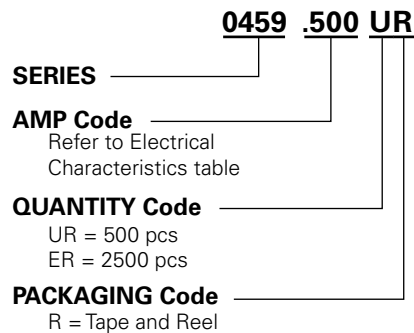 0459 .500 UR
SERIES
AMP Code
Refer to Electrical
Characteristics table
QUANTITY Code
UR = 500 pcs
ER = 2500 pcs
PACKAGING Code
R = Tape and Reel